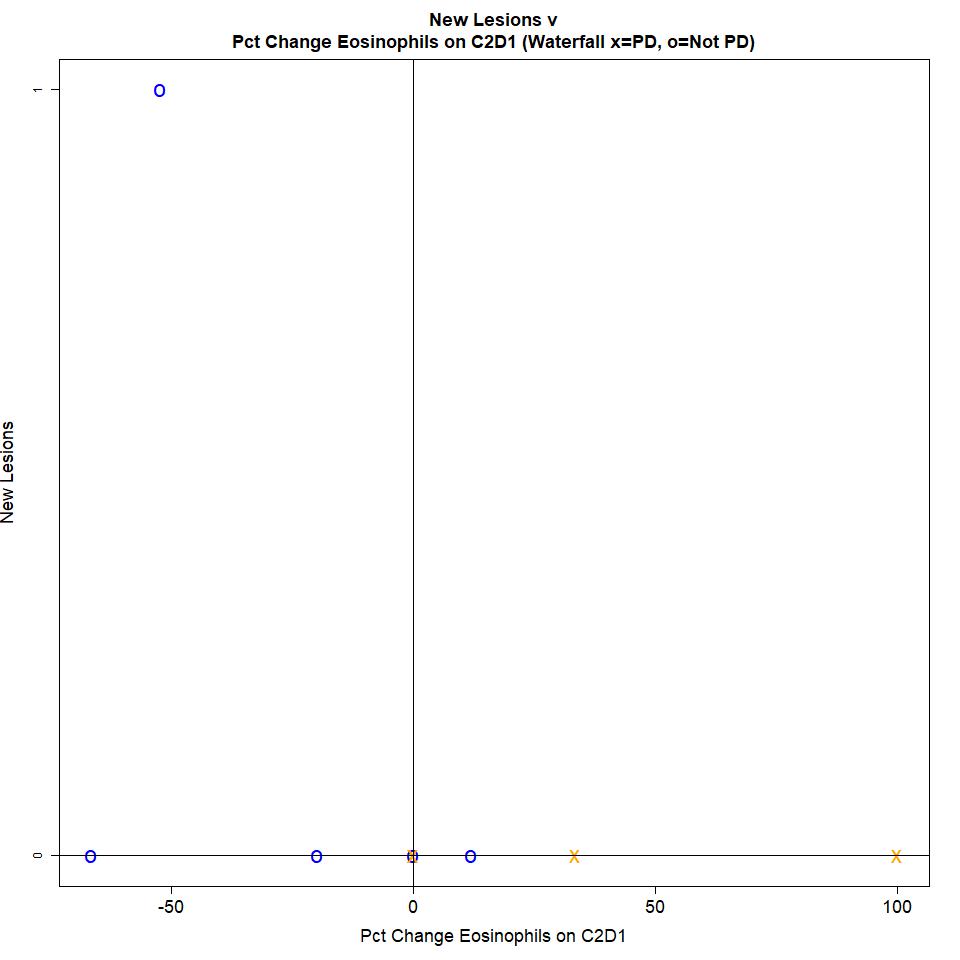 New Lesions v
Pct Change Eosinophils on C2D1 (Waterfall x=PD, o=Not PD)
1
o
New Lesions
0
o o x o o x x
-50 0 50 100
Pct Change Eosinophils on C2D1